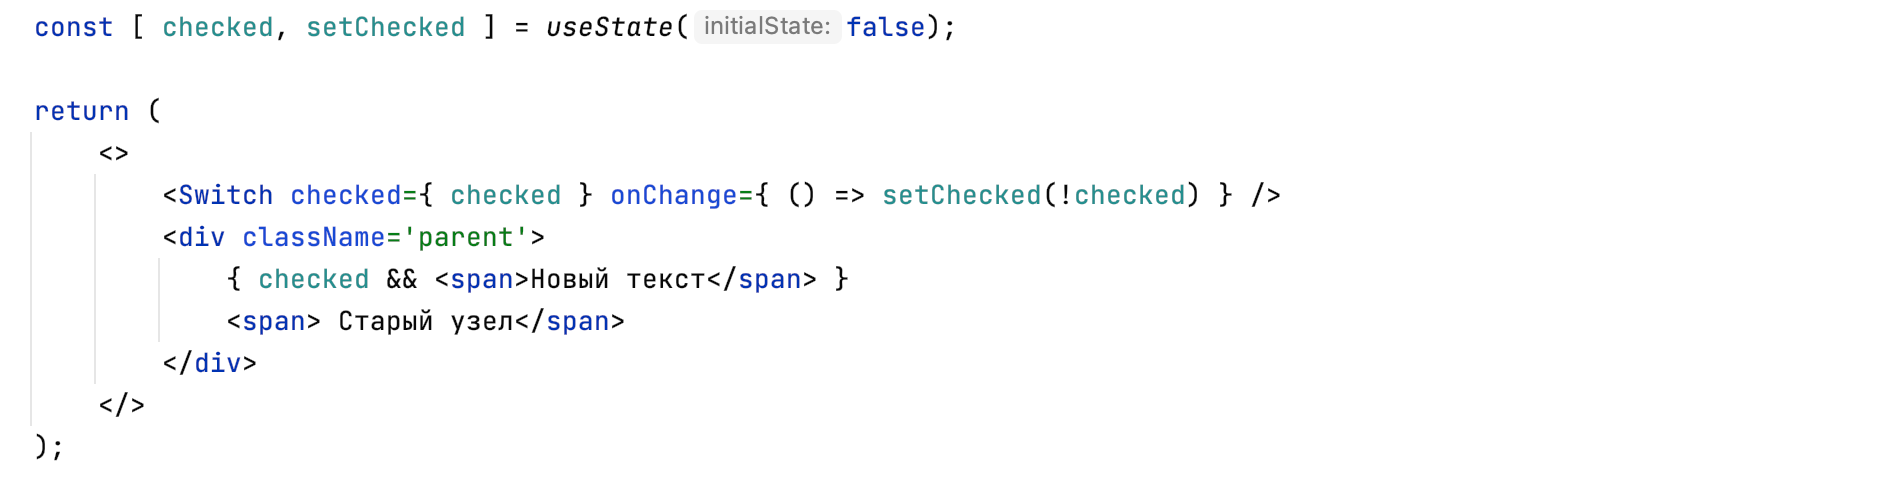 const [ checked, setChecked ] = useState( initialState: false);
return (
<>
<Switch checked={ checked } onChange={ () => setChecked(!checked) } />
<div className='parent'>
{ checked && <span>Новый текст</span> }
<span> Старый узел</span>
</div>
</>
);